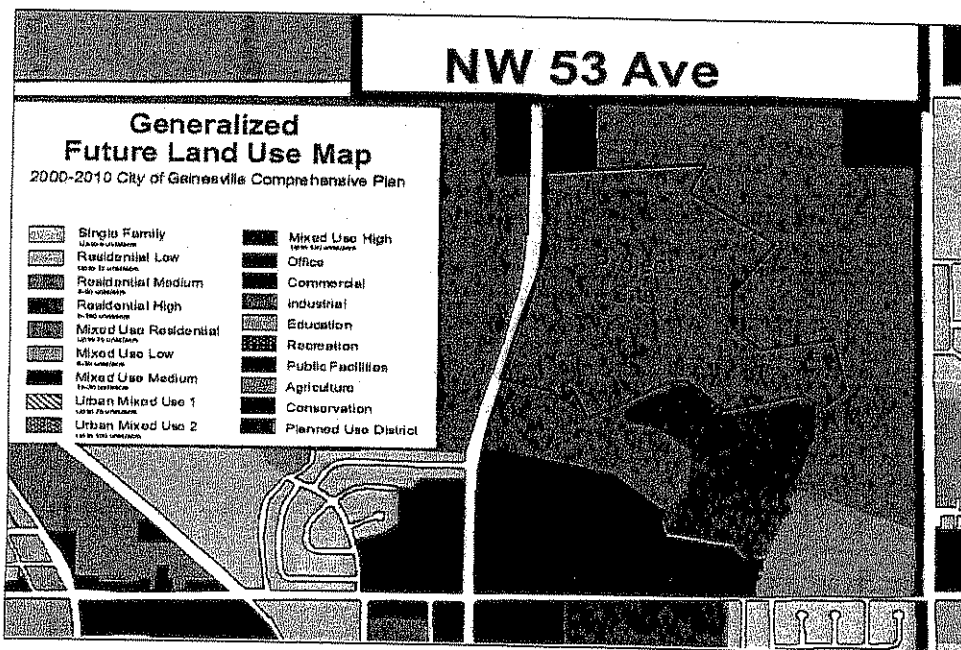 NW 53 Ave
Generalized
Future Land Use Map
2000-2010 City of Gainesville Comprehensive Plan
Single Family
Residential Low
Residential Medium
Residential High
Mixed Use Residential
Mixed Use Low
Mixed Use Medium
Urban Mixed Use 1
Urban Mixed Use 2
Mixed Use High
Office
Commercial
Industrial
Education
Recreation
Public Facilities
Agriculture
Conservation
Planned Use District